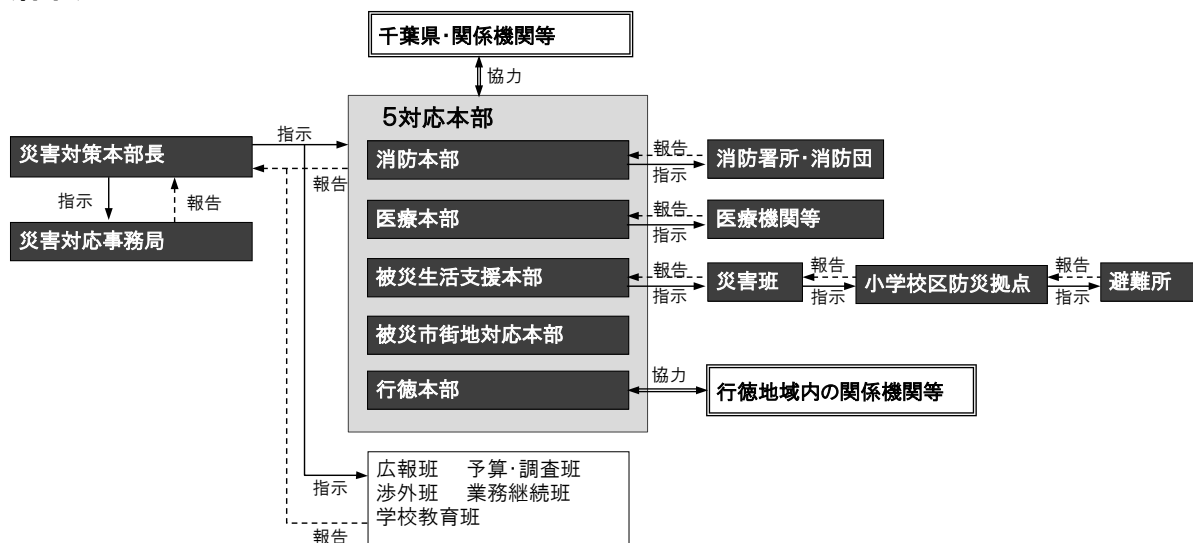 千葉県・関係機関等
協力
5対応本部
災害対策本部長
指示
報告
指示
報告
災害対応事務局
消防本部
報告
指示
消防署所・消防団
医療本部
報告
指示
医療機関等
被災生活支援本部
報告
指示
災害班
報告
指示
小学校区防災拠点
報告
指示
避難所
被災市街地対応本部
行徳本部
協力
行徳地域内の関係機関等
指示
報告
広報班 予算・調査班
渉外班 業務継続班
学校教育班